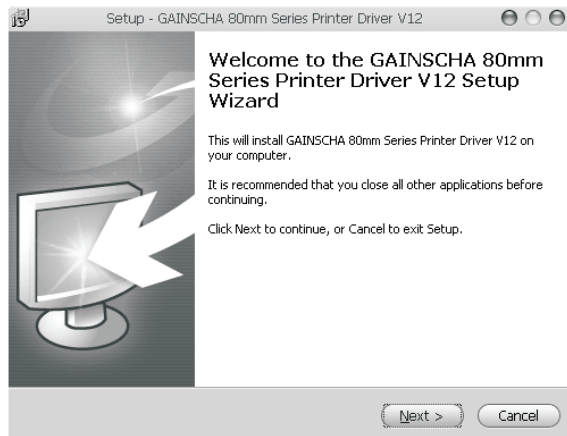 Setup - GAINSCHA 80mm Series Printer Driver V12
Welcome to the GAINSCHA 80mm
Series Printer Driver V12 Setup
Wizard
This will install GAINSCHA 80mm Series Printer Driver V12 on
your computer.
It is recommended that you close all other applications before
continuing.
Click Next to continue, or Cancel to exit Setup.
Next >
Cancel